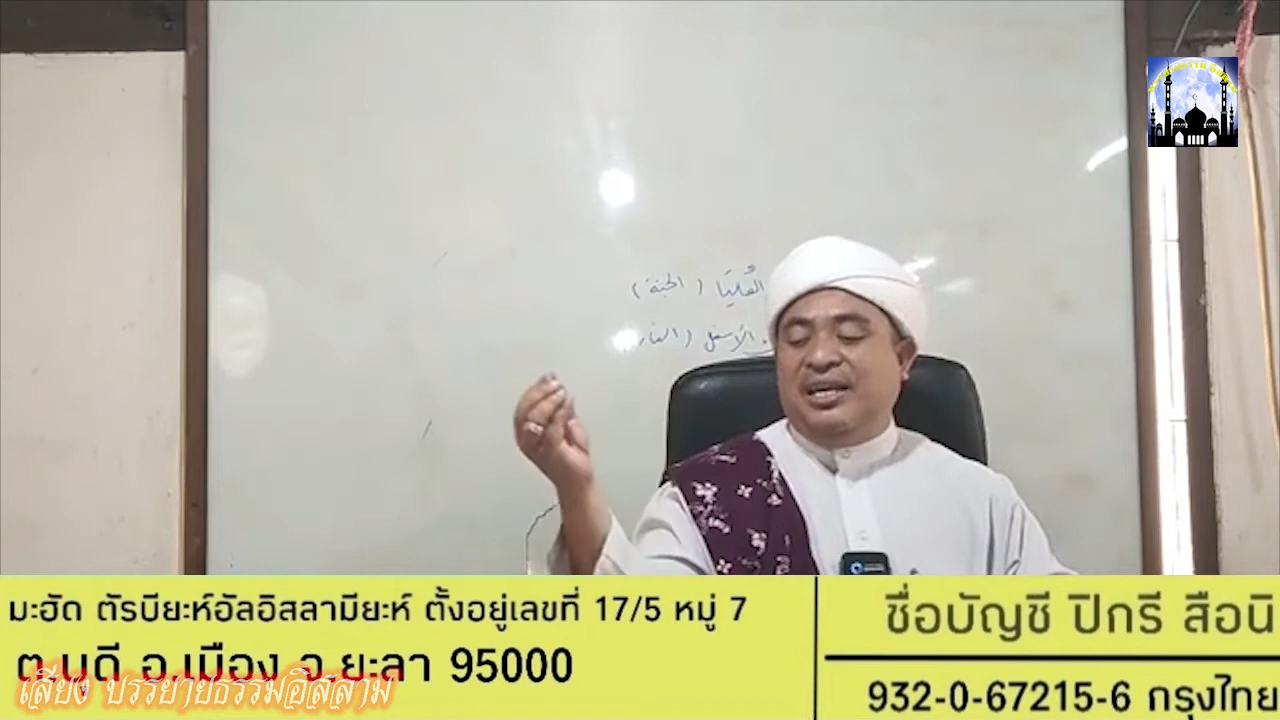 العُليَا (الجنة)
الأسفل (النار
มะฮัด ตัรบียะห์อัลอิสลามียะห์ ตั้งอยู่เลขที่ 17/5 หมู่ 7
ต.บุดี อ.เมือง จ.ยะลา 95000
เสียง บรรยายธรรมอิสลาม
ชื่อบัญชี ปิกรี สือนิ
932-0-67215-6 กรุงไทย